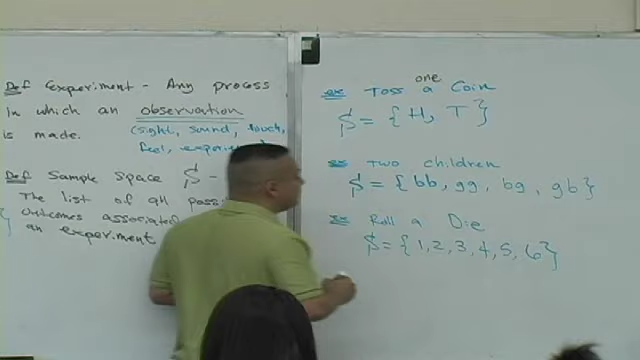 Def Experiment - Any process
in which an observation
is made. (sight, sound, touch,
feel,
Def Sample Space $ -
The list of all
outcomes associated
an experiment
ex Toss one a Coin
$ = { H, T }
ex Two children
$ = { bb, gg, bg, gb }
ex Roll a Die
$ = { 1, 2, 3, 4, 5, 6 }